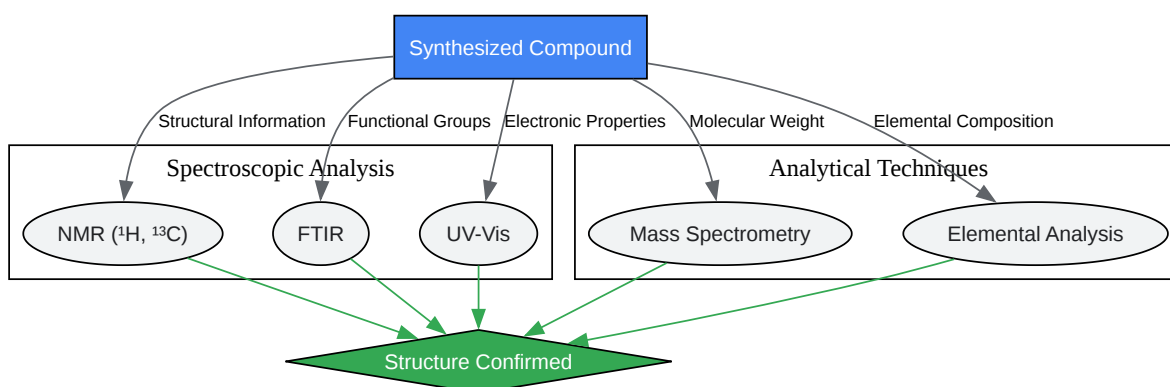 Synthesized Compound
Structural Information
Functional Groups
Electronic Properties
Molecular Weight
Elemental Composition
Spectroscopic Analysis
Analytical Techniques
NMR (¹H, ¹³C)
FTIR
UV-Vis
Mass Spectrometry
Elemental Analysis
Structure Confirmed